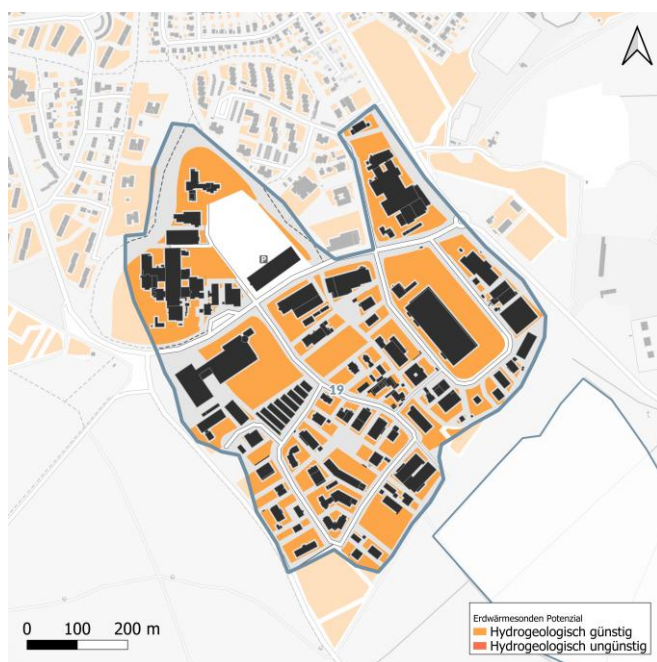 P
19
0 100 200 m
Erdwärmesonden Potenzial
Hydrogeologisch günstig
Hydrogeologisch ungünstig